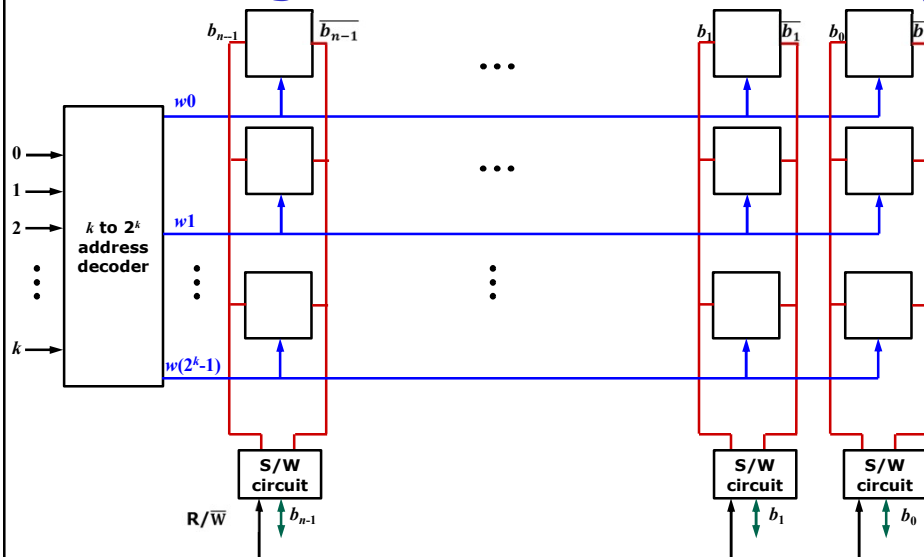 b_{n-1} \overline{b_{n-1}} b_1 \overline{b_1} b_0
w0
0
1
2
k to 2^k
address
decoder
w1
k
w(2^k-1)
S/W
circuit
S/W
circuit
S/W
circuit
R/\overline{W} b_{n-1} b_1 b_0